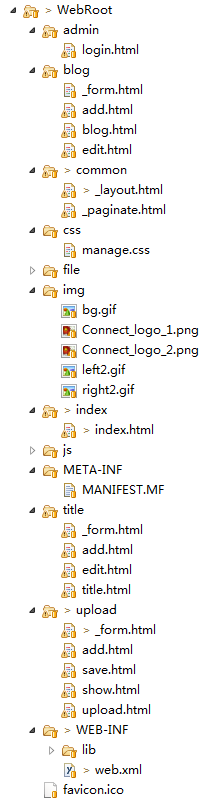 > WebRoot
admin
login.html
blog
_form.html
add.html
blog.html
edit.html
> common
> _layout.html
_paginate.html
css
manage.css
file
img
bg.gif
Connect_logo_1.png
Connect_logo_2.png
left2.gif
right2.gif
> index
> index.html
js
META-INF
MANIFEST.MF
title
_form.html
add.html
edit.html
title.html
> upload
> _form.html
add.html
save.html
show.html
upload.html
> WEB-INF
lib
> web.xml
favicon.ico